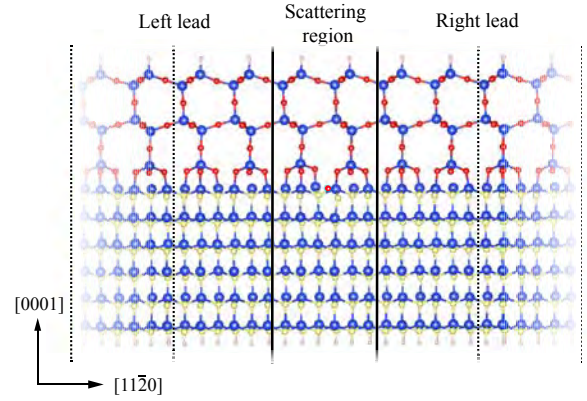 Left lead
Scattering
region
Right lead
[0001]
[112̄0]